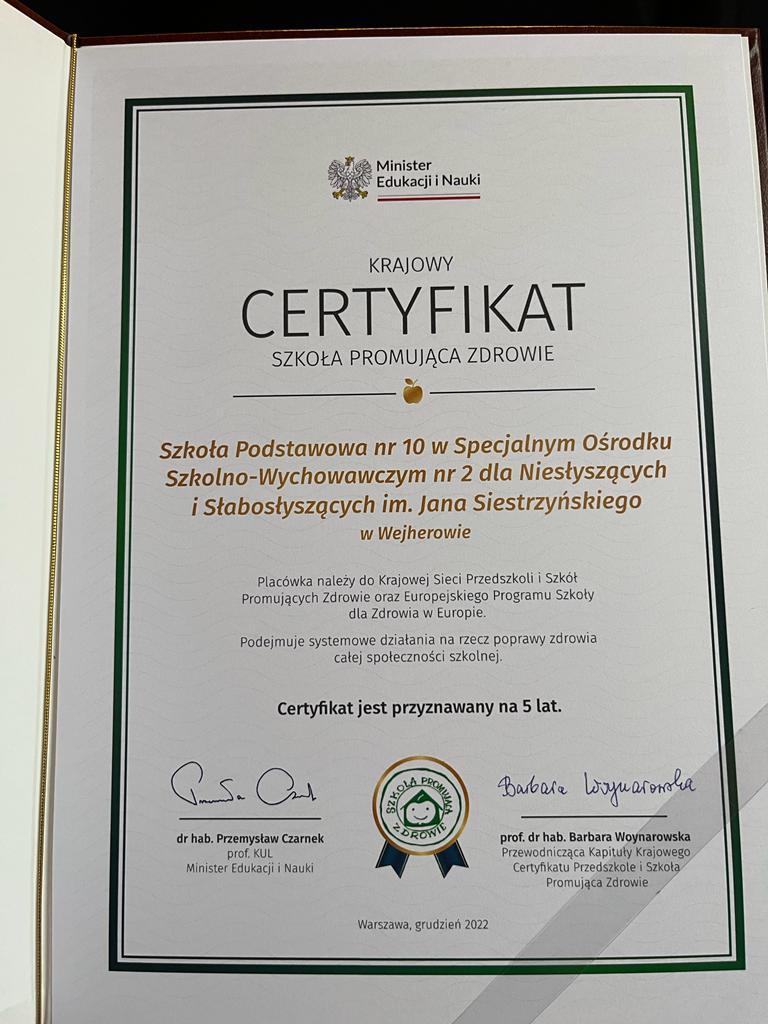 Minister
Edukacji i Nauki
KRAJOWY
CERTYFIKAT
SZKOŁA PROMUJĄCA ZDROWIE
Szkoła Podstawowa nr 10 w Specjalnym Ośrodku
Szkolno-Wychowawczym nr 2 dla Niesłyszących
i Słabosłyszących im. Jana Siestrzyńskiego
w Wejherowie
Placówka należy do Krajowej Sieci Przedszkoli i Szkół
Promujących Zdrowie oraz Europejskiego Programu Szkoły
dla Zdrowia w Europie.
Podejmuje systemowe działania na rzecz poprawy zdrowia
całej społeczności szkolnej.
Certyfikat jest przyznawany na 5 lat.
SZKOŁA PROMUJĄCA
ZDROWIE
Barbara Woynarowska
dr hab. Przemysław Czarnek
prof. KUL
Minister Edukacji i Nauki
prof. dr hab. Barbara Woynarowska
Przewodnicząca Kapituły Krajowego
Certyfikatu Przedszkole i Szkoła
Promująca Zdrowie
Warszawa, grudzień 2022